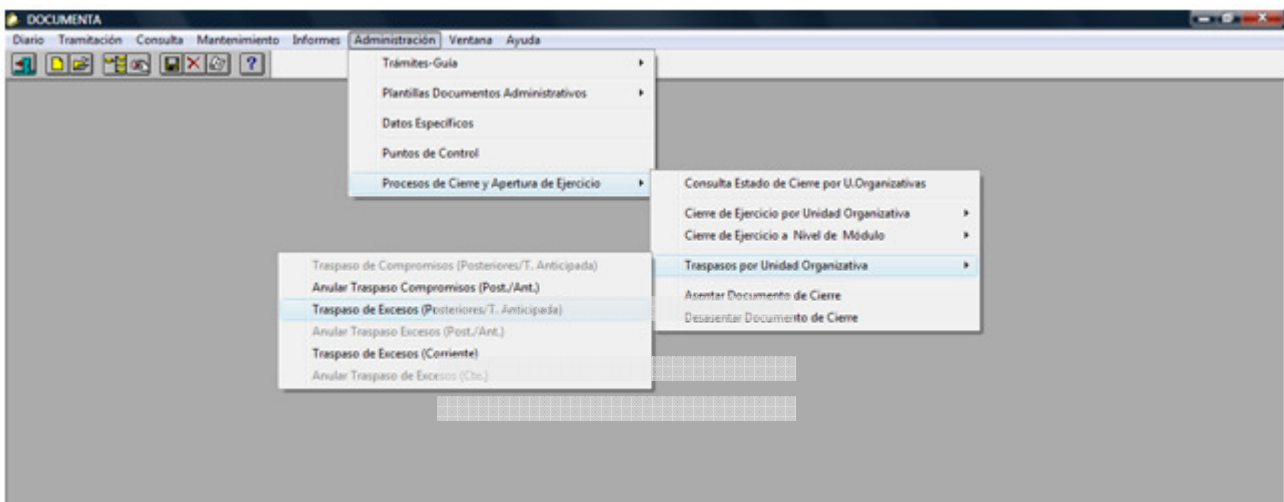 DOCUMENTA
Diario Tramitación Consulta Mantenimiento Informes Administración Ventana Ayuda
?
Trámites-Guía
Plantillas Documentos Administrativos
Datos Específicos
Puntos de Control
Procesos de Cierre y Apertura de Ejercicio
Consulta Estado de Cierre por U.Organizativas
Cierre de Ejercicio por Unidad Organizativa
Cierre de Ejercicio a Nivel de Módulo
Traspasos por Unidad Organizativa
Asentar Documento de Cierre
Desasentar Documento de Cierre
Traspaso de Compromisos (Posteriores/T. Anticipada)
Anular Traspaso Compromisos (Post./Ant.)
Traspaso de Excesos (Posteriores/T. Anticipada)
Anular Traspaso Excesos (Post./Ant.)
Traspaso de Excesos (Corriente)
Anular Traspaso de Excesos (Cte.)